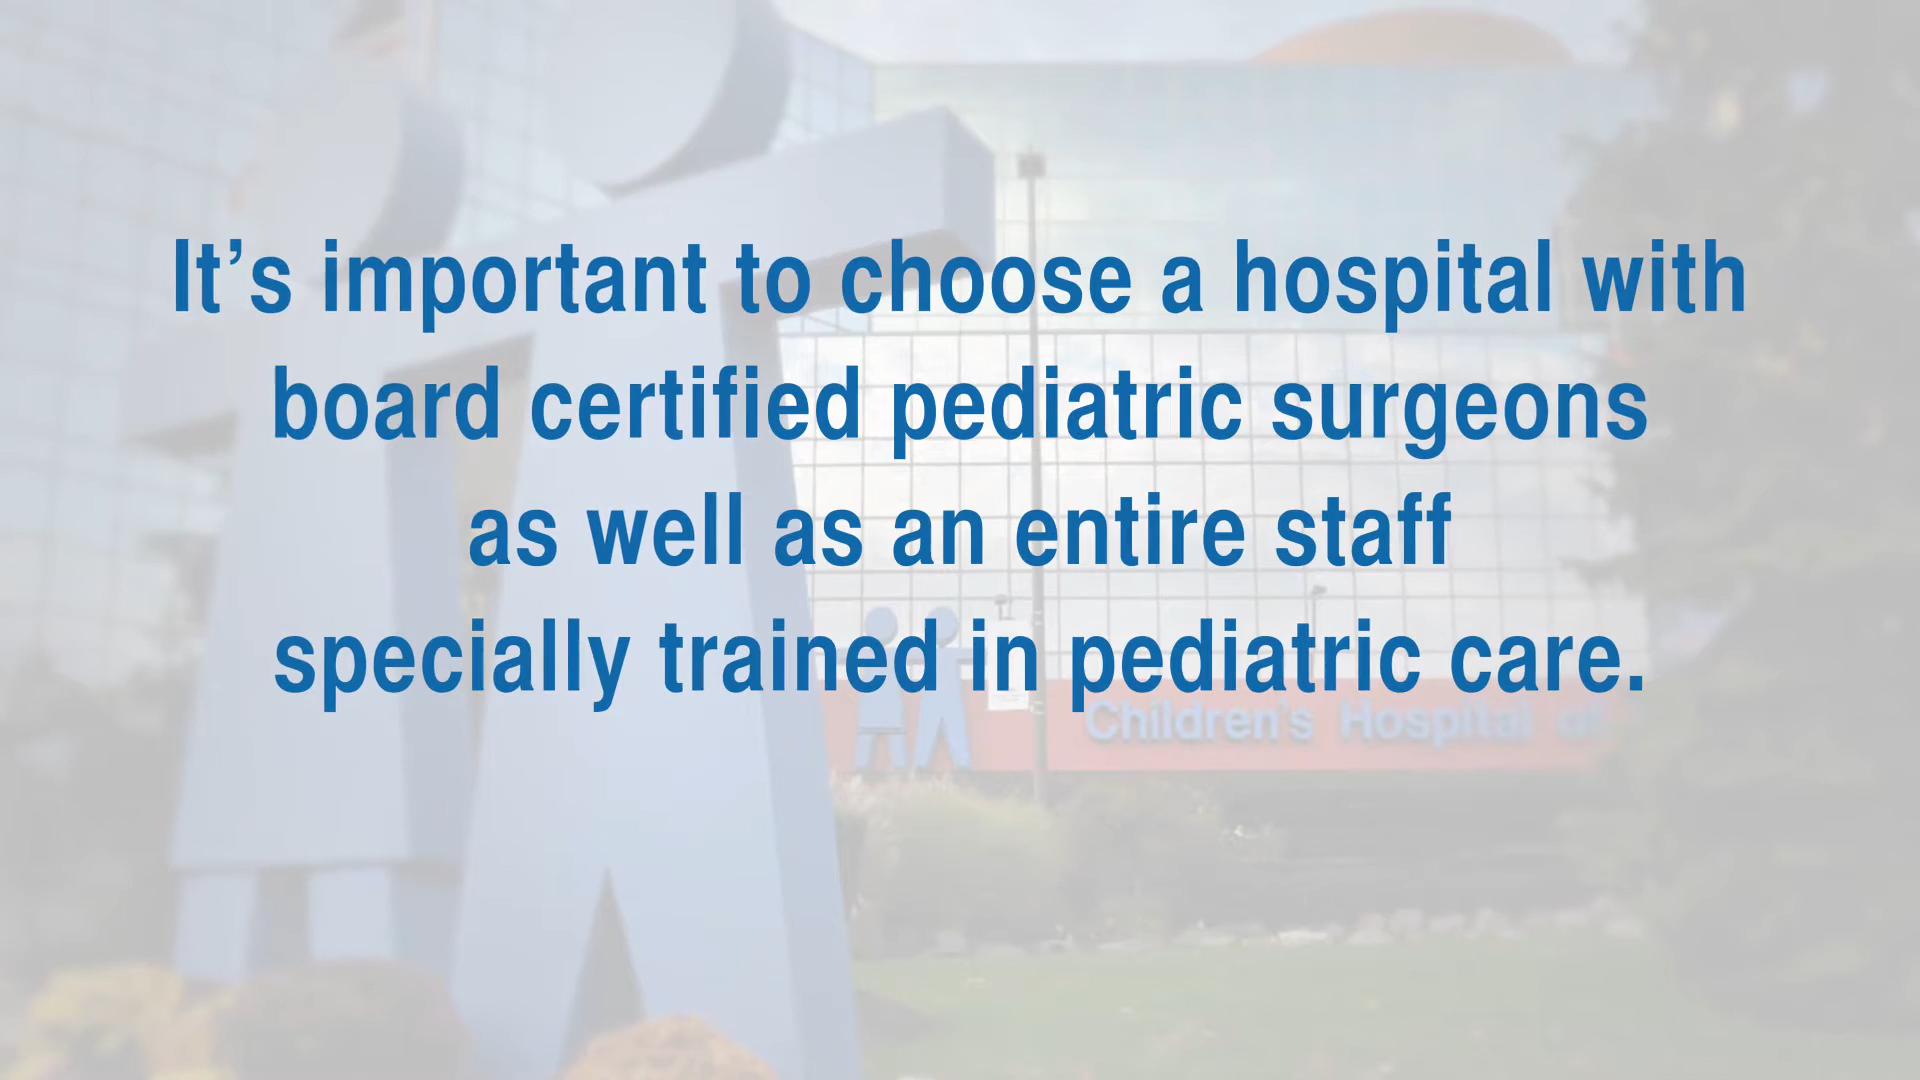 It’s important to choose a hospital with
board certified pediatric surgeons
as well as an entire staff
specially trained in pediatric care.
Children's Hospital of